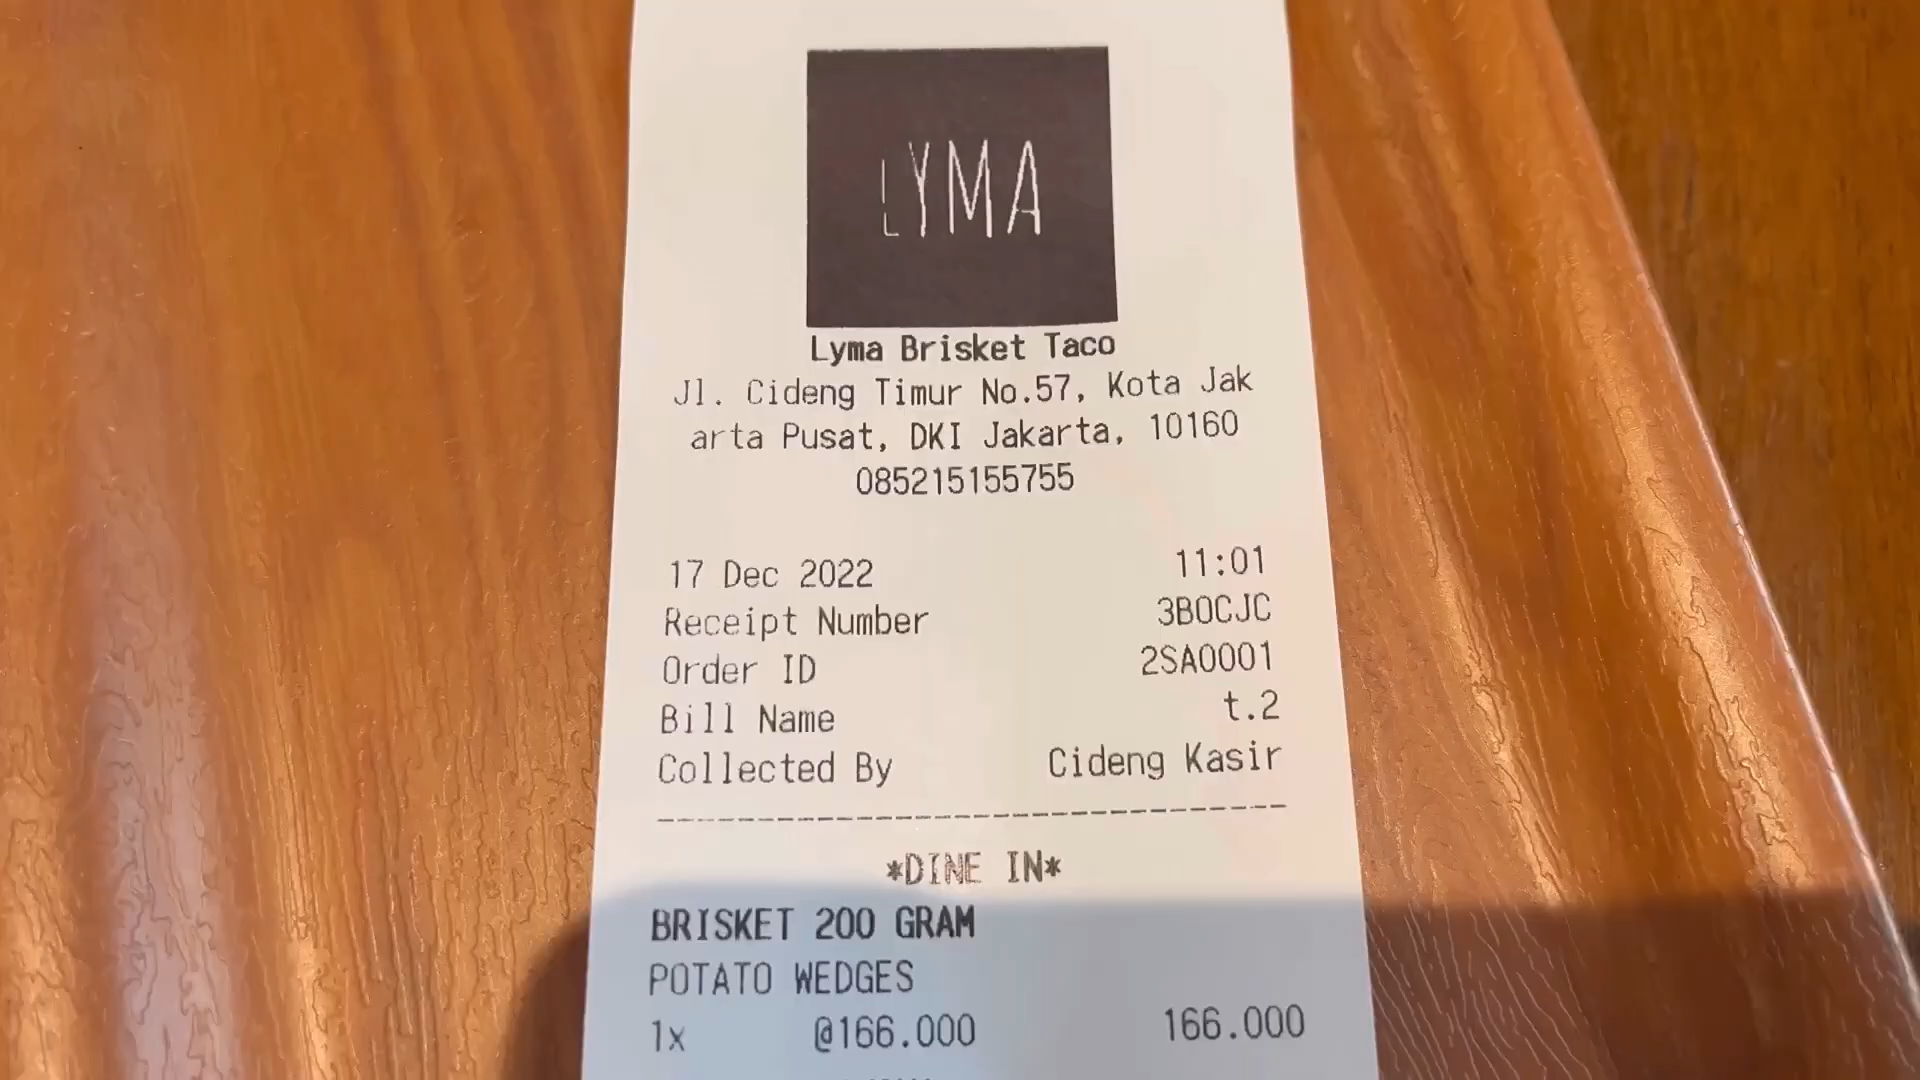 LYMA
Lyma Brisket Taco
Jl. Cideng Timur No.57, Kota Jak
arta Pusat, DKI Jakarta, 10160
085215155755
17 Dec 2022 11:01
Receipt Number 3B0CJC
Order ID 2SA0001
Bill Name t.2
Collected By Cideng Kasir
*DINE IN*
BRISKET 200 GRAM
POTATO WEDGES
1x @166.000 166.000